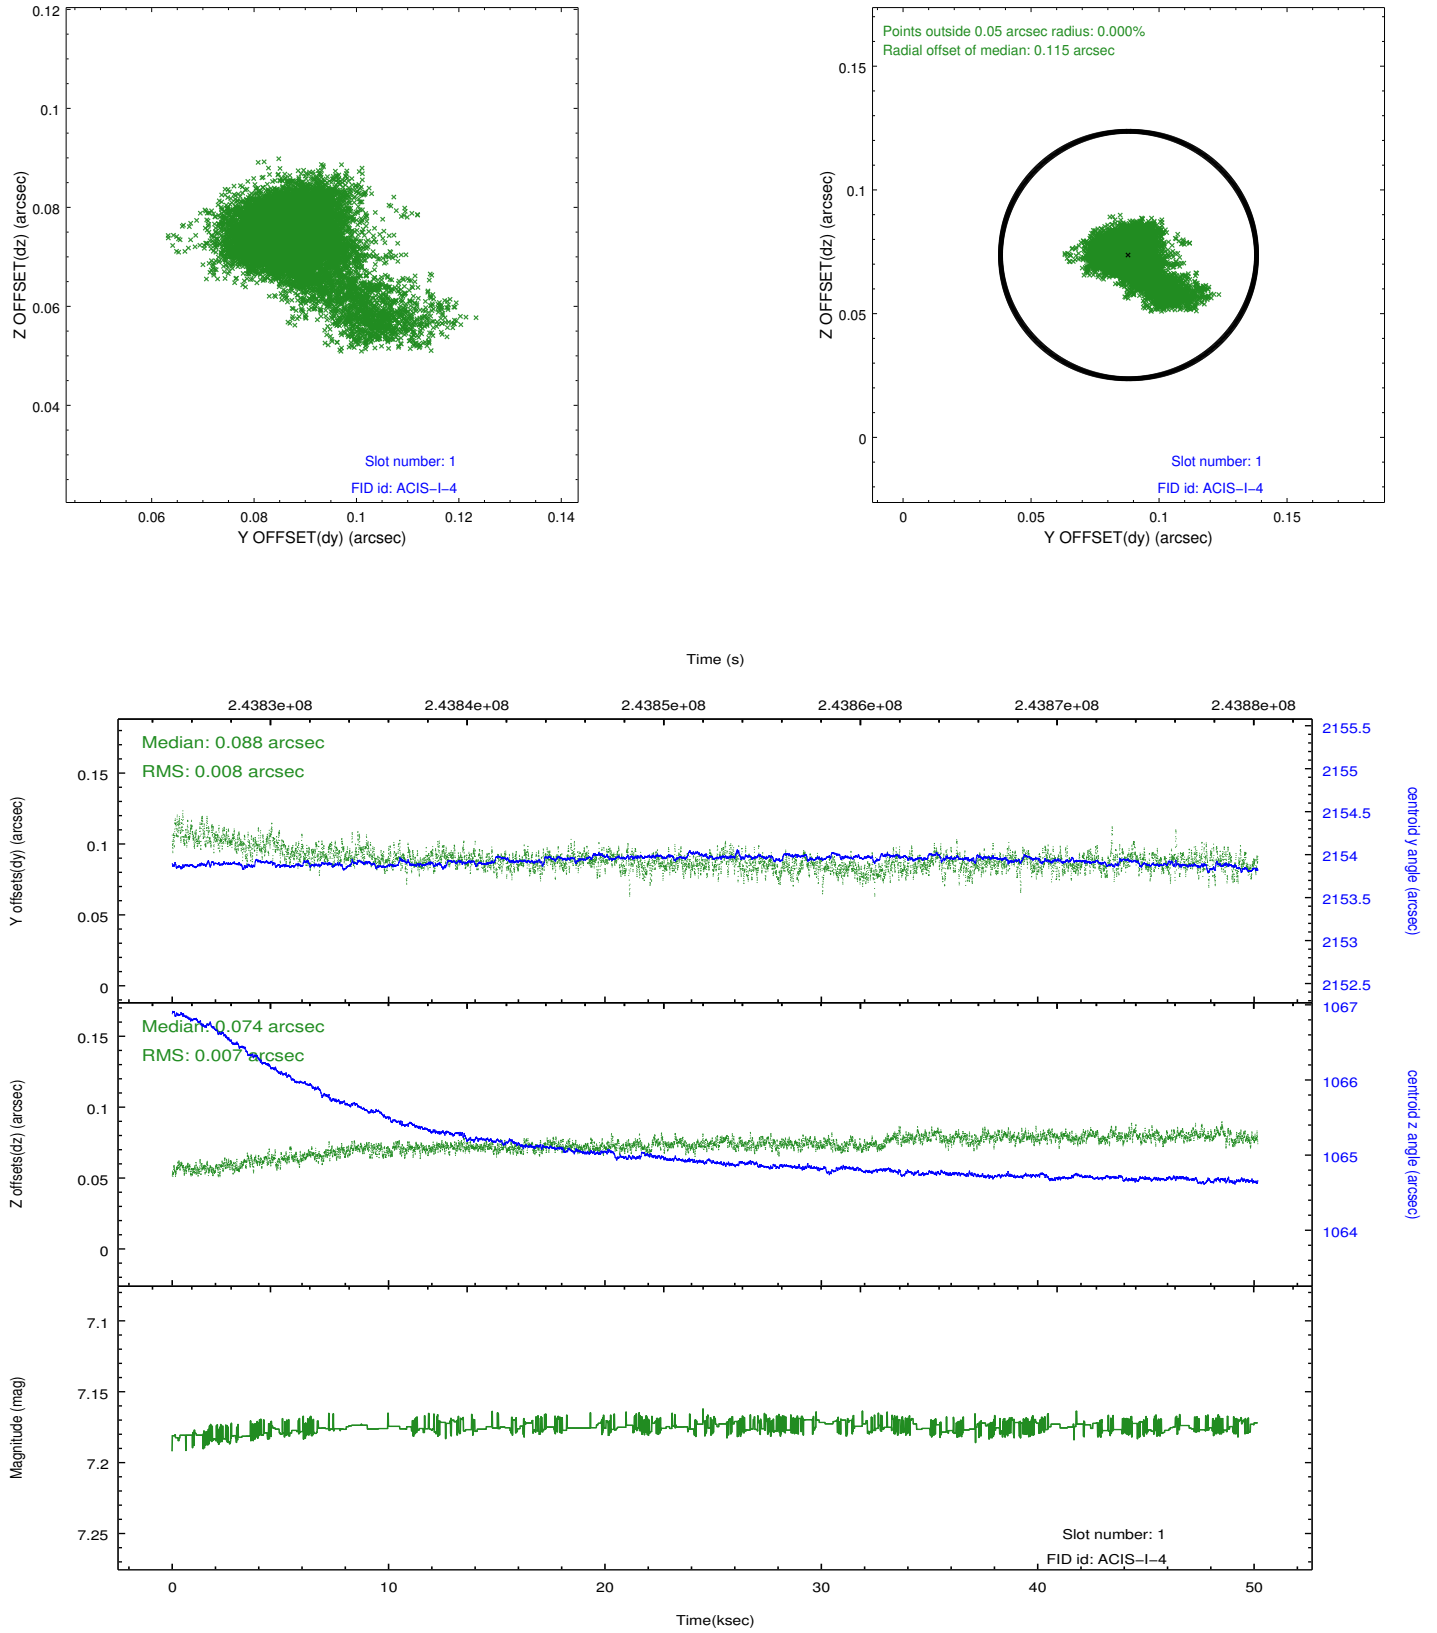 0.12
0.1
0.08
0.06
0.04
Z OFFSET(dz) (arcsec)
Slot number: 1
FID id: ACIS-I-4
0.06 0.08 0.1 0.12 0.14
Y OFFSET(dy) (arcsec)
Points outside 0.05 arcsec radius: 0.000%
Radial offset of median: 0.115 arcsec
0.15
0.1
0.05
0
Z OFFSET(dz) (arcsec)
Slot number: 1
FID id: ACIS-I-4
0 0.05 0.1 0.15
Y OFFSET(dy) (arcsec)
Time (s)
2.4383e+08 2.4384e+08 2.4385e+08 2.4386e+08 2.4387e+08 2.4388e+08
Median: 0.088 arcsec
RMS: 0.008 arcsec
0.15
0.1
0.05
0
Y offsets(dy) (arcsec)
2155.5
2155
2154.5
2154
2153.5
2153
2152.5
centroid y angle (arcsec)
Median: 0.074 arcsec
RMS: 0.007 arcsec
0.15
0.1
0.05
0
Z offsets(dz) (arcsec)
1067
1066
1065
1064
centroid z angle (arcsec)
7.1
7.15
7.2
7.25
Magnitude (mag)
Slot number: 1
FID id: ACIS-I-4
0 10 20 30 40 50
Time(ksec)